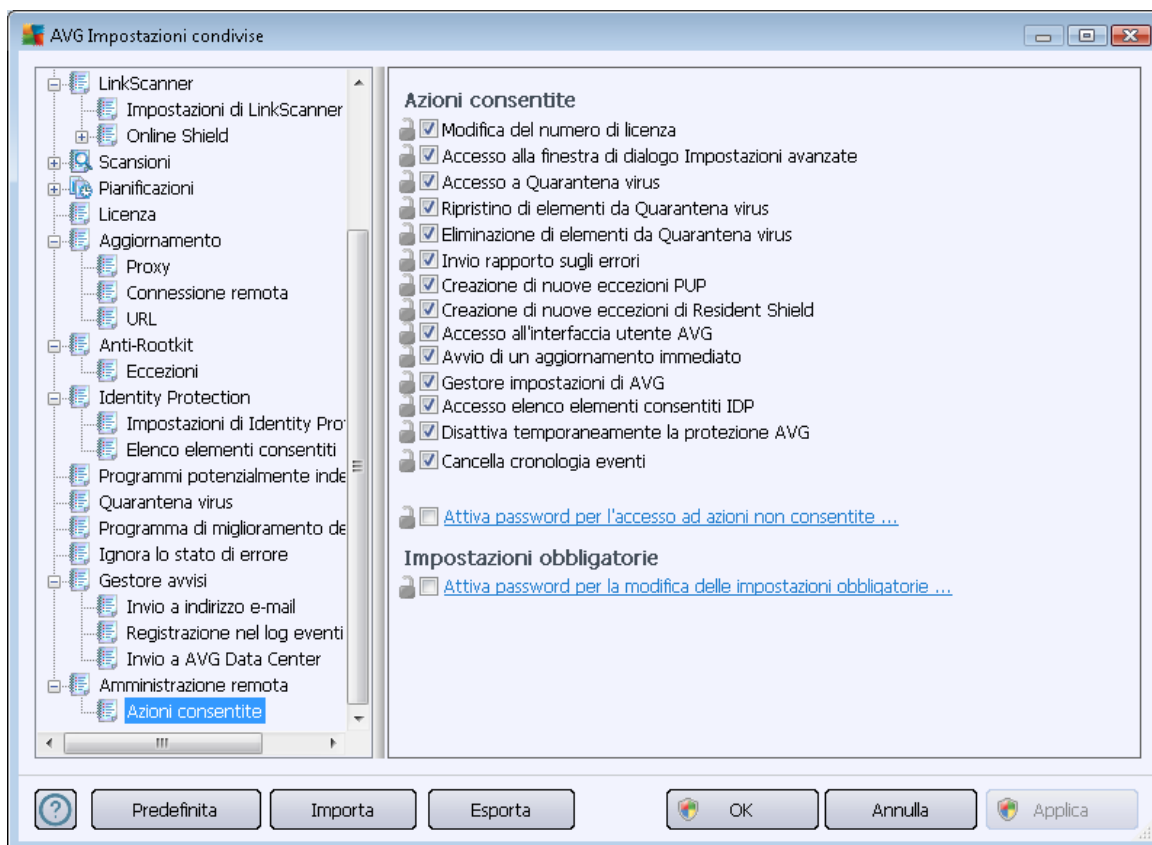 AVG Impostazioni condivise
LinkScanner
Impostazioni di LinkScanner
Online Shield
Scansioni
Pianificazioni
Licenza
Aggiornamento
Proxy
Connessione remota
URL
Anti-Rootkit
Eccezioni
Identity Protection
Impostazioni di Identity Pro
Elenco elementi consentiti
Programmi potenzialmente inde
Quarantena virus
Programma di miglioramento de
Ignora lo stato di errore
Gestore avvisi
Invio a indirizzo e-mail
Registrazione nel log eventi
Invio a AVG Data Center
Amministrazione remota
Azioni consentite
Azioni consentite
Modifica del numero di licenza
Accesso alla finestra di dialogo Impostazioni avanzate
Accesso a Quarantena virus
Ripristino di elementi da Quarantena virus
Eliminazione di elementi da Quarantena virus
Invio rapporto sugli errori
Creazione di nuove eccezioni PUP
Creazione di nuove eccezioni di Resident Shield
Accesso all'interfaccia utente AVG
Avvio di un aggiornamento immediato
Gestore impostazioni di AVG
Accesso elenco elementi consentiti IDP
Disattiva temporaneamente la protezione AVG
Cancella cronologia eventi
Attiva password per l'accesso ad azioni non consentite ...
Impostazioni obbligatorie
Attiva password per la modifica delle impostazioni obbligatorie ...
Predefinita
Importa
Esporta
OK
Annulla
Applica